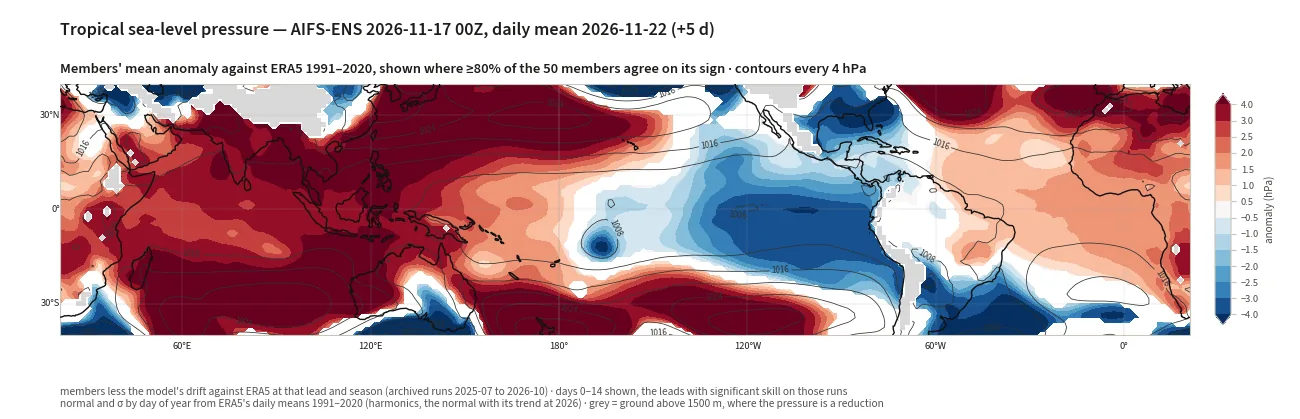 Tropical sea-level pressure — AIFS-ENS 2026-11-17 00Z, daily mean 2026-11-22 (+5 d)
Members' mean anomaly against ERA5 1991–2020, shown where ≥80% of the 50 members agree on its sign · contours every 4 hPa
30°N
0°
30°S
60°E
120°E
180°
120°W
60°W
0°
1016
1016
1016
1016
1008
1008
1016
1008
1016
1016
4.0
3.0
2.5
2.0
1.5
1.0
0.5
−0.5
−1.0
−1.5
−2.0
−2.5
−3.0
−4.0
anomaly (hPa)
members less the model's drift against ERA5 at that lead and season (archived runs 2025-07 to 2026-10) · days 0–14 shown, the leads with significant skill on those runs
normal and σ by day of year from ERA5's daily means 1991–2020 (harmonics, the normal with its trend at 2026) · grey = ground above 1500 m, where the pressure is a reduction